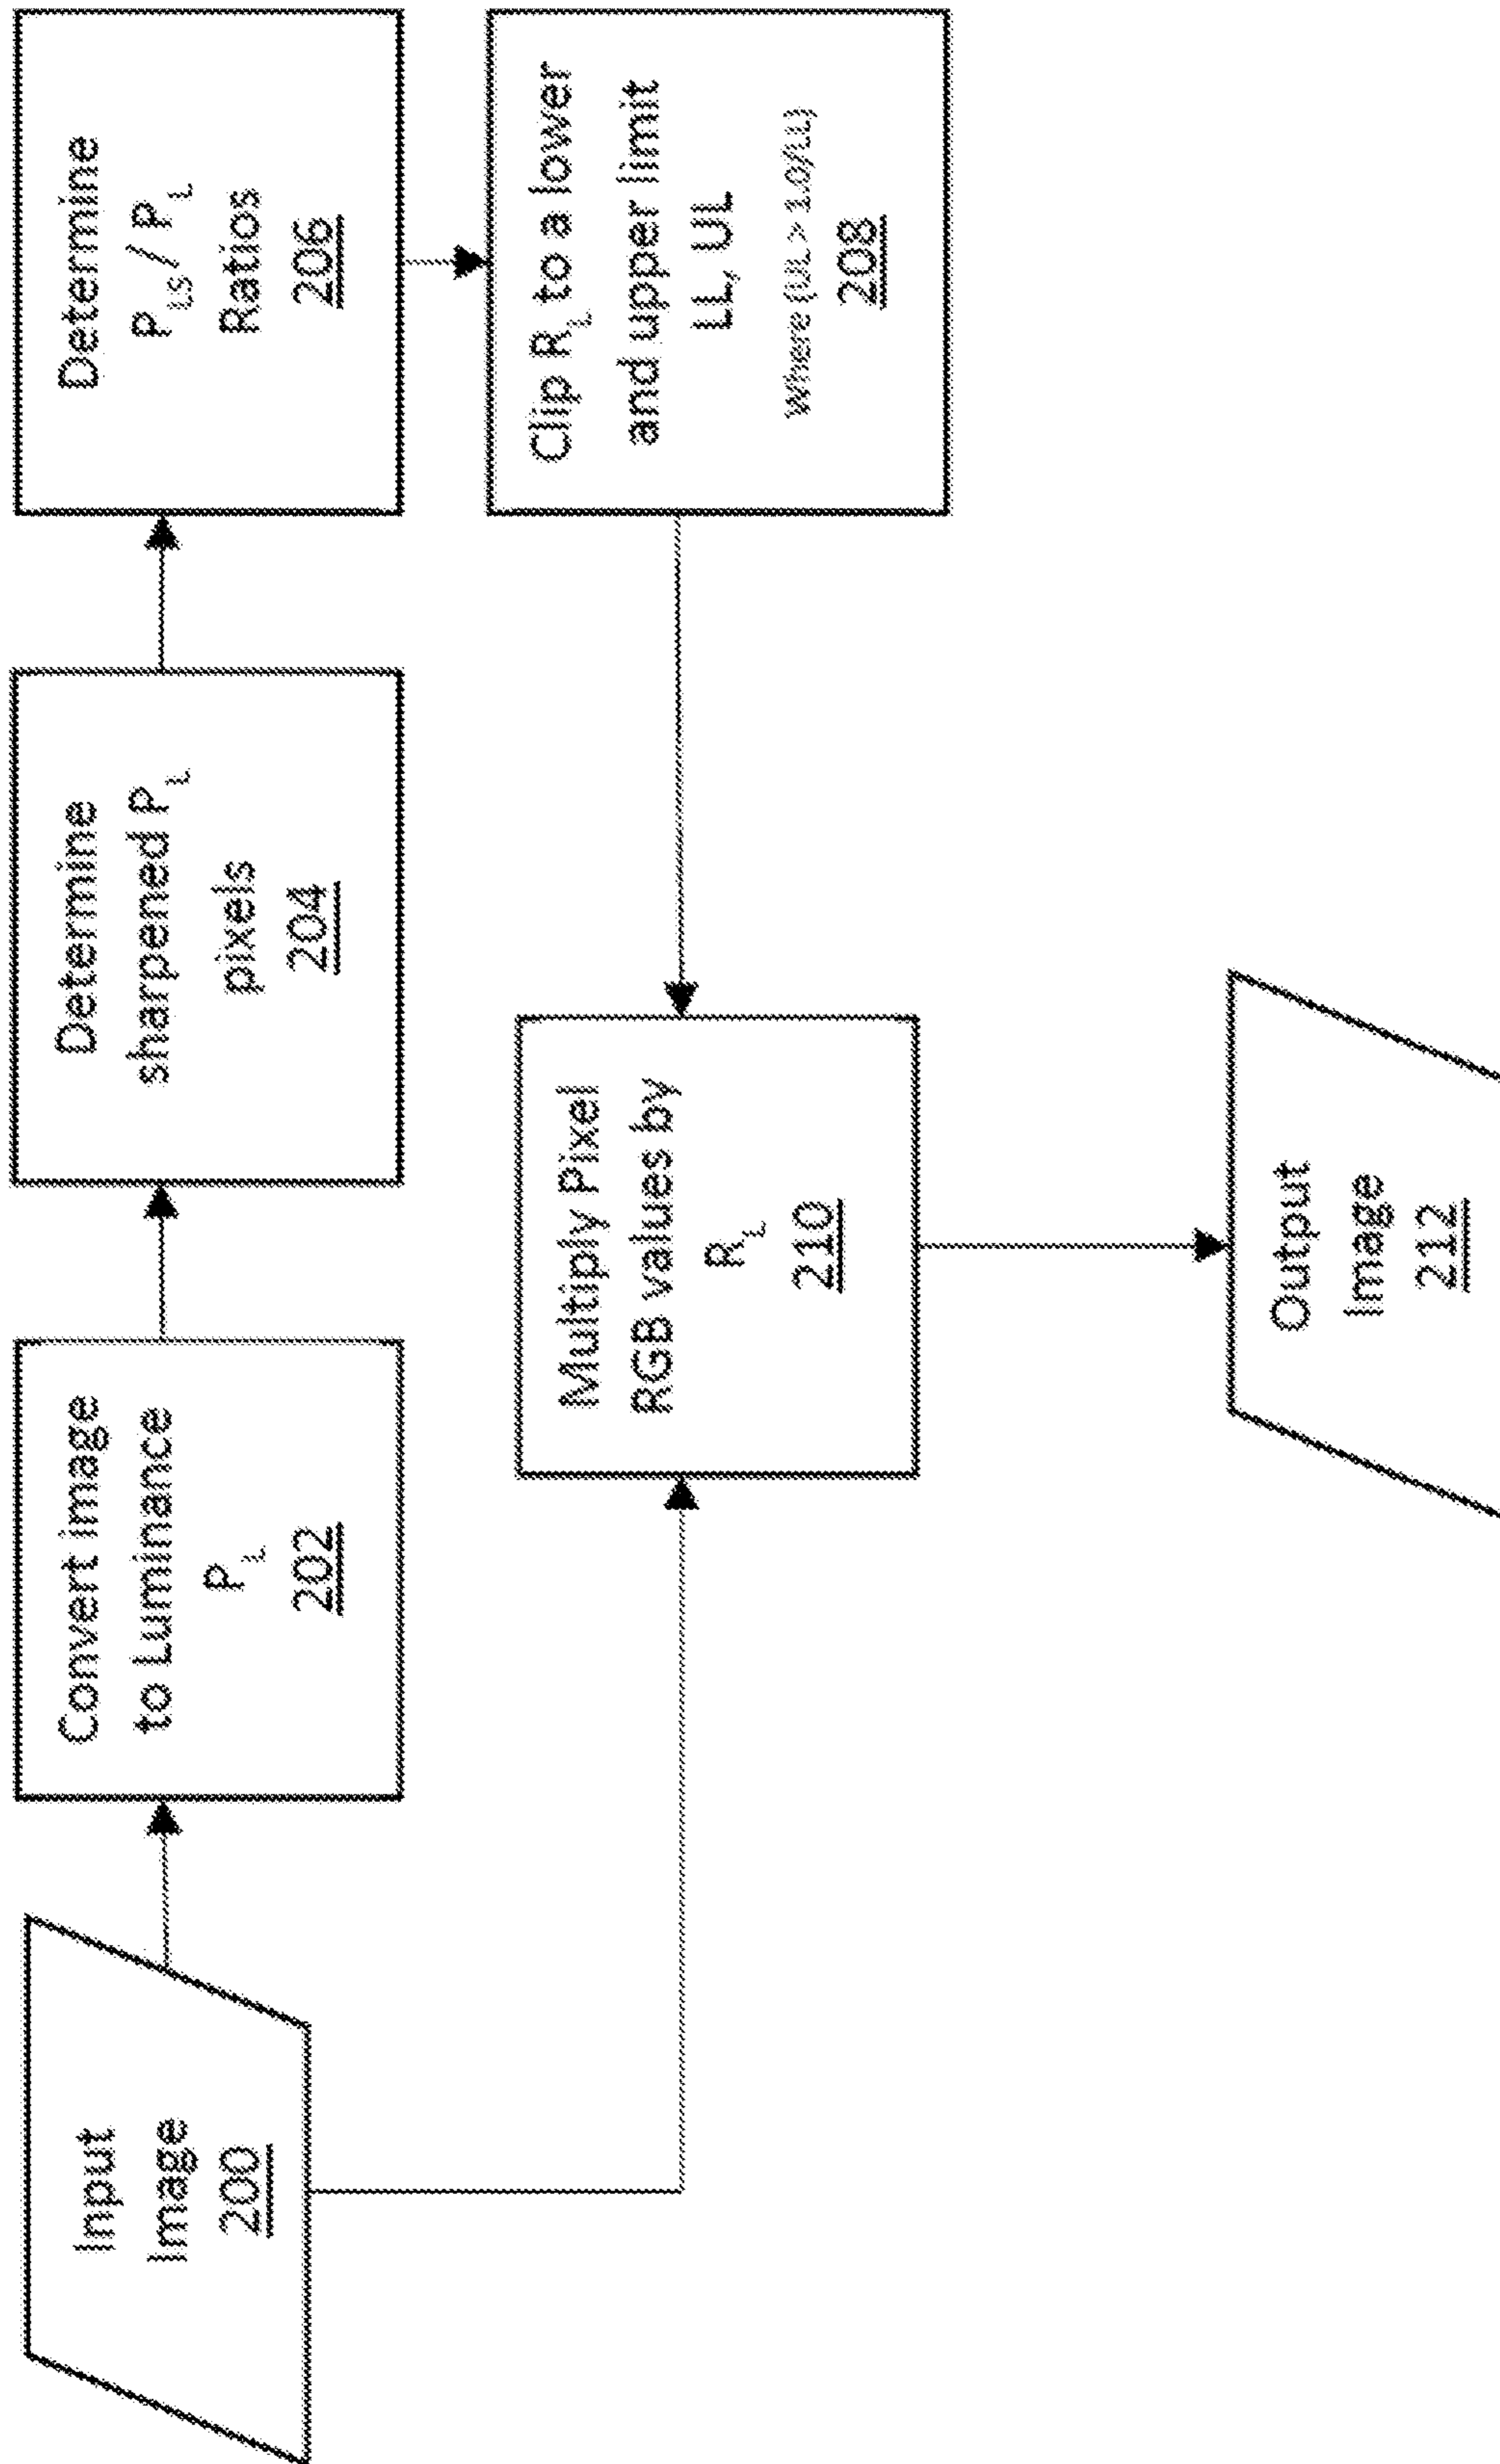 Input
Image
200
Convert image
to Luminance
P_L
202
Determine
sharpened P_L
pixels
204
Determine
P_LS / P_L
Ratios
206
Clip R_L to a lower
and upper limit
LL, UL
Where (UL > 1.0/LL)
208
Multiply Pixel
RGB values by
R_L
210
Output
Image
212